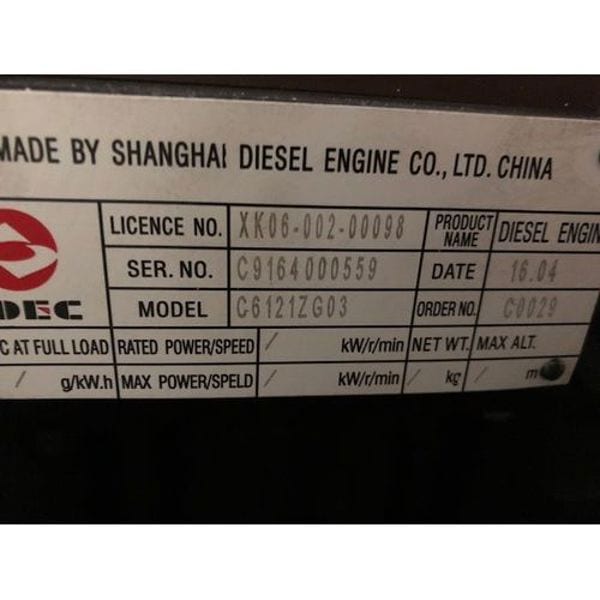 MADE BY SHANGHAI DIESEL ENGINE CO., LTD. CHINA
LICENCE NO. XK06-002-00098 PRODUCT NAME DIESEL ENGIN
SER. NO. C9164000559 DATE 16.04
DEC MODEL C6121ZG03 ORDER NO. C0029
C AT FULL LOAD RATED POWER/SPEED / kW/r/min NET WT. MAX ALT.
/ g/kW.h MAX POWER/SPELD / kW/r/min / kg / m